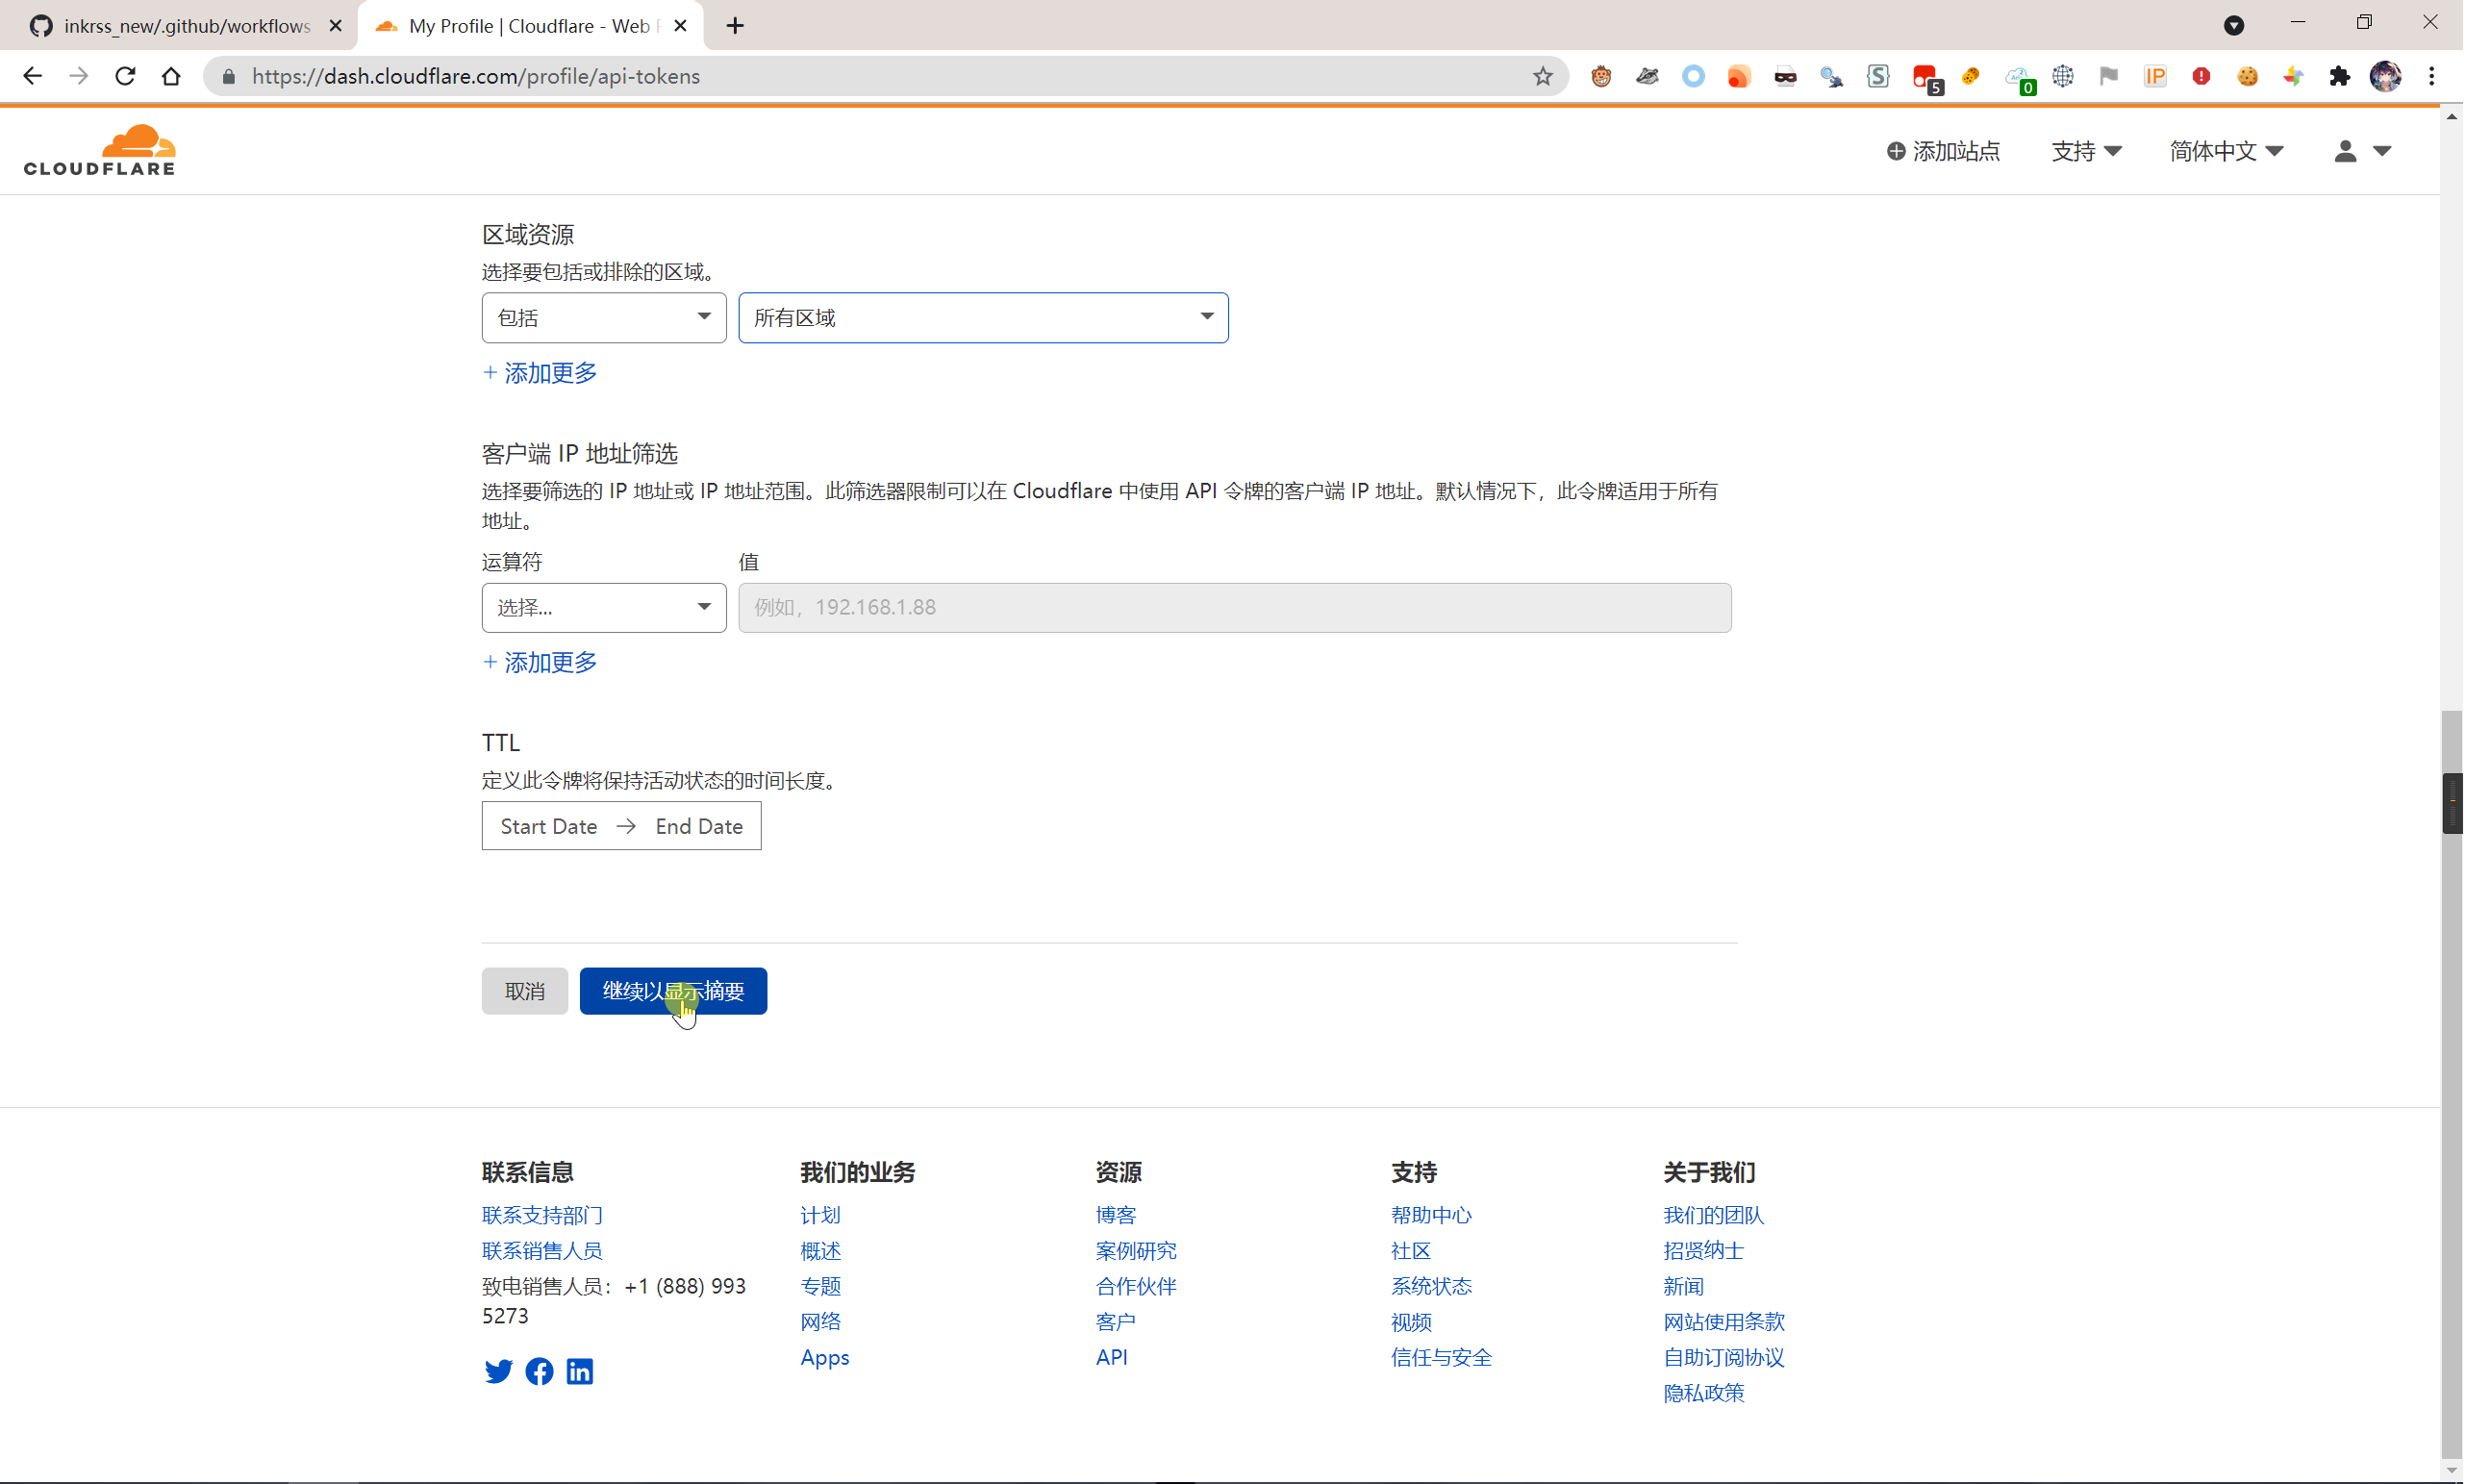 inkrss_new/.github/workflows
My Profile | Cloudflare - Web
https://dash.cloudflare.com/profile/api-tokens
5
0
IP
CLOUDFLARE
添加站点
支持
简体中文
区域资源
选择要包括或排除的区域。
包括
所有区域
+ 添加更多
客户端 IP 地址筛选
选择要筛选的 IP 地址或 IP 地址范围。此筛选器限制可以在 Cloudflare 中使用 API 令牌的客户端 IP 地址。默认情况下，此令牌适用于所有
地址。
运算符
值
选择...
例如，192.168.1.88
+ 添加更多
TTL
定义此令牌将保持活动状态的时间长度。
Start Date → End Date
取消
继续以显示摘要
联系信息
联系支持部门
联系销售人员
致电销售人员：+1 (888) 993
5273
我们的业务
计划
概述
专题
网络
Apps
资源
博客
案例研究
合作伙伴
客户
API
支持
帮助中心
社区
系统状态
视频
信任与安全
关于我们
我们的团队
招贤纳士
新闻
网站使用条款
自助订阅协议
隐私政策